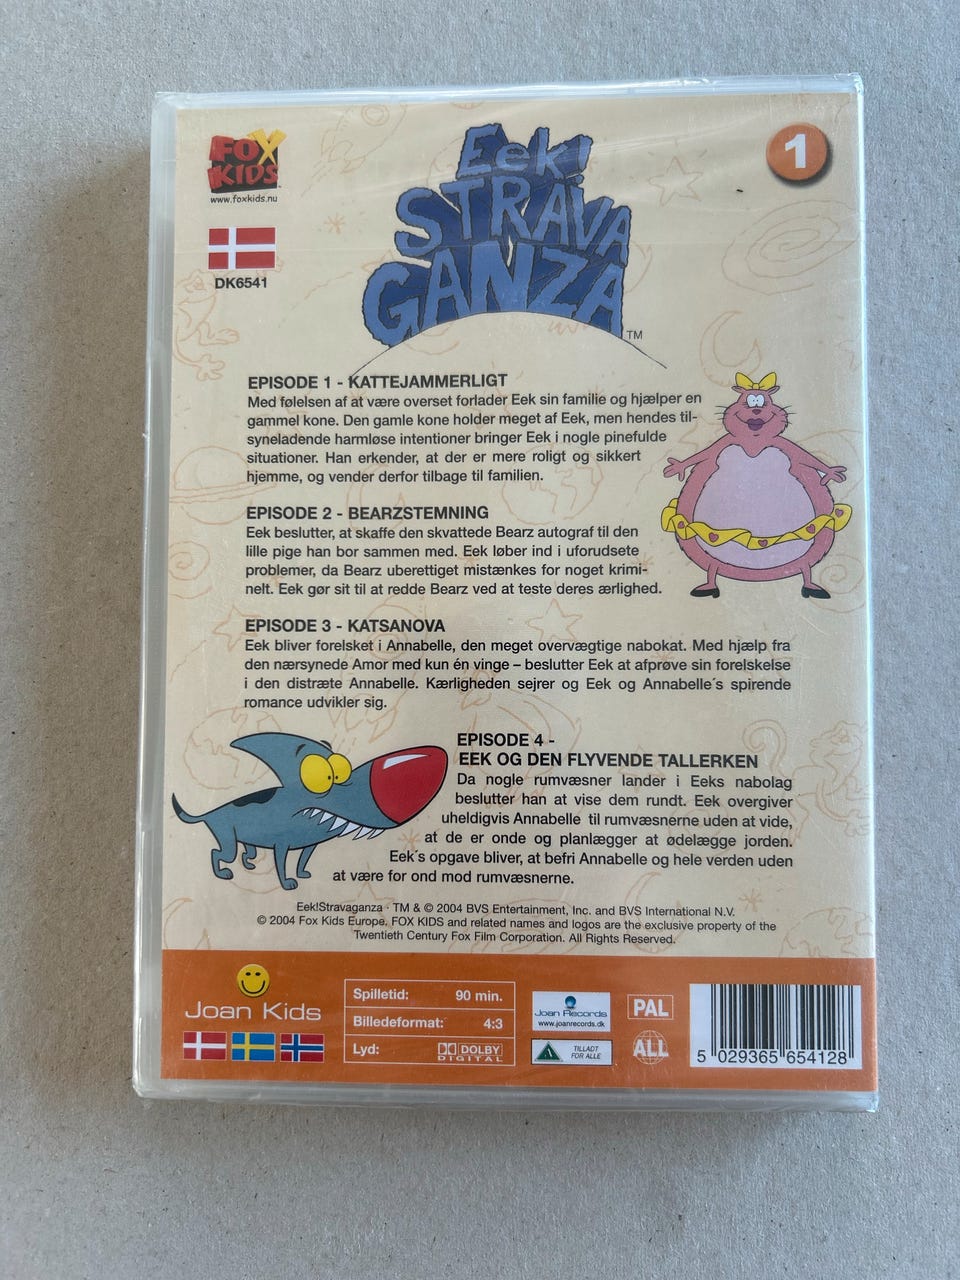 FOX
KIDS
www.foxkids.nu
DK6541
Eek!
STRAVA
GANZA
TM
1
EPISODE 1 - KATTEJAMMERLIGT
Med følelsen af at være overset forlader Eek sin familie og hjælper en
gammel kone. Den gamle kone holder meget af Eek, men hendes til-
syneladende harmløse intentioner bringer Eek i nogle pinefulde
situationer. Han erkender, at der er mere roligt og sikkert
hjemme, og vender derfor tilbage til familien.
EPISODE 2 - BEARZSTEMNING
Eek beslutter, at skaffe den skvattede Bearz autograf til den
lille pige han bor sammen med. Eek løber ind i uforudsete
problemer, da Bearz uberettiget mistænkes for noget krimi-
nelt. Eek gør sit til at redde Bearz ved at teste deres ærlighed.
EPISODE 3 - KATSANOVA
Eek bliver forelsket i Annabelle, den meget overvægtige nabokat. Med hjælp fra
den nærsynede Amor med kun én vinge – beslutter Eek at afprøve sin forelskelse
i den distræte Annabelle. Kærligheden sejrer og Eek og Annabelle´s spirende
romance udvikler sig.
EPISODE 4 -
EEK OG DEN FLYVENDE TALLERKEN
Da nogle rumvæsner lander i Eeks nabolag
beslutter han at vise dem rundt. Eek overgiver
uheldigvis Annabelle til rumvæsnerne uden at vide,
at de er onde og planlægger at ødelægge jorden.
Eek´s opgave bliver, at befri Annabelle og hele verden uden
at være for ond mod rumvæsnerne.
Eek!Stravaganza · TM & © 2004 BVS Entertainment, Inc. and BVS International N.V.
© 2004 Fox Kids Europe. FOX KIDS and related names and logos are the exclusive property of the
Twentieth Century Fox Film Corporation. All Rights Reserved.
Joan Kids
Spilletid: 90 min.
Billedeformat: 4:3
Lyd: DOLBY
DIGITAL
Joan Records
www.joanrecords.dk
TILLADT
FOR ALLE
PAL
ALL
5 029365 654128